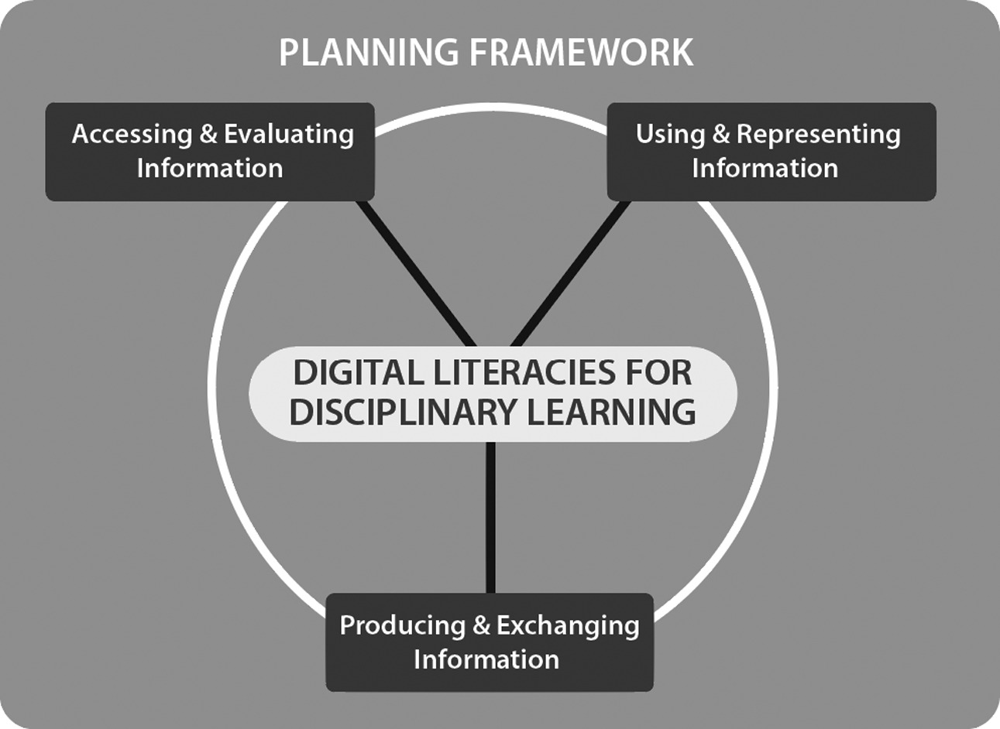 PLANNING FRAMEWORK
Accessing & Evaluating
Information
Using & Representing
Information
DIGITAL LITERACIES FOR
DISCIPLINARY LEARNING
Producing & Exchanging
Information